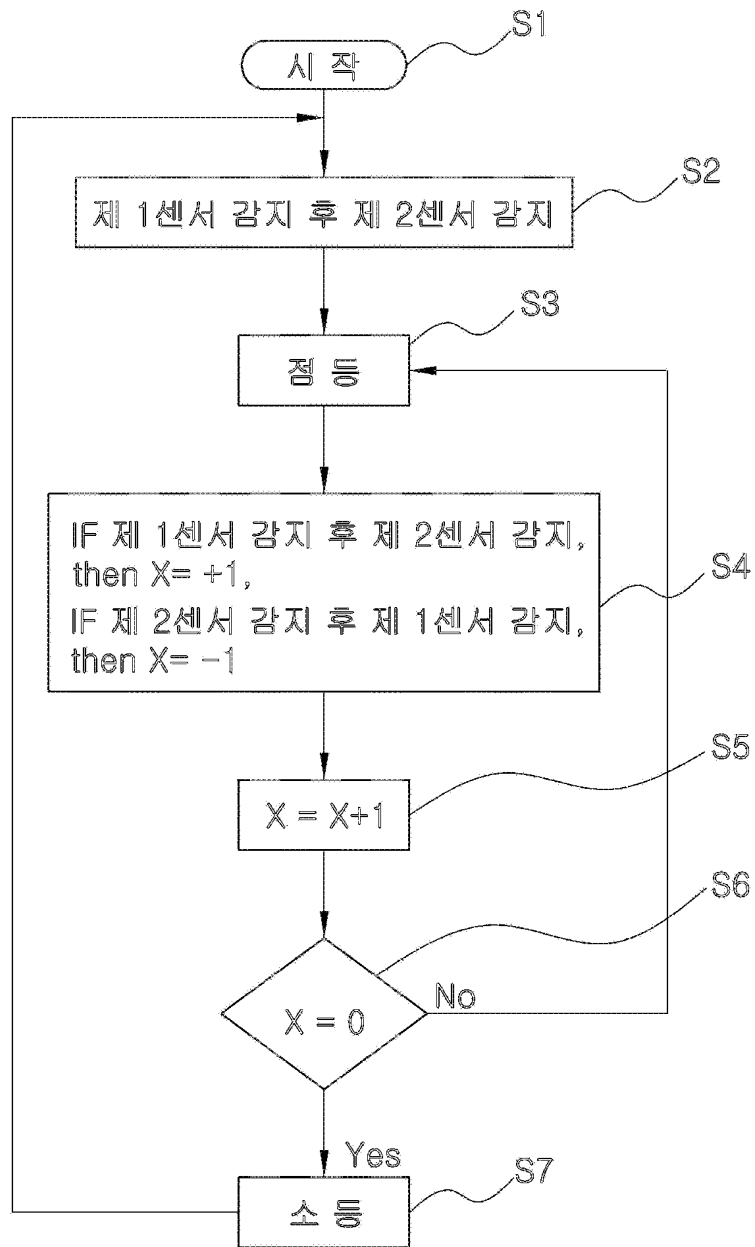 S1
시 작
S2
제 1센서 감지 후 제 2센서 감지
S3
점 등
IF 제 1센서 감지 후 제 2센서 감지,
then X= +1,
IF 제 2센서 감지 후 제 1센서 감지,
then X= -1
S4
S5
X = X+1
S6
X = 0
No
Yes
S7
소 등